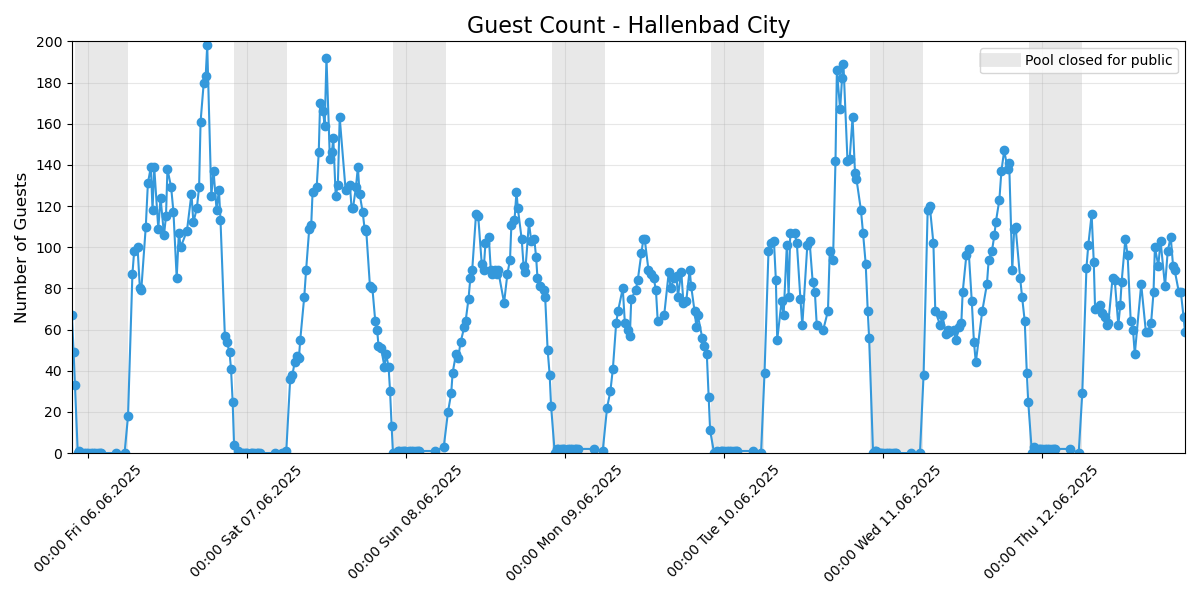 Guest Count - Hallenbad City
Pool closed for public
Number of Guests
200
180
160
140
120
100
80
60
40
20
0
00:00 Fri 06.06.2025
00:00 Sat 07.06.2025
00:00 Sun 08.06.2025
00:00 Mon 09.06.2025
00:00 Tue 10.06.2025
00:00 Wed 11.06.2025
00:00 Thu 12.06.2025